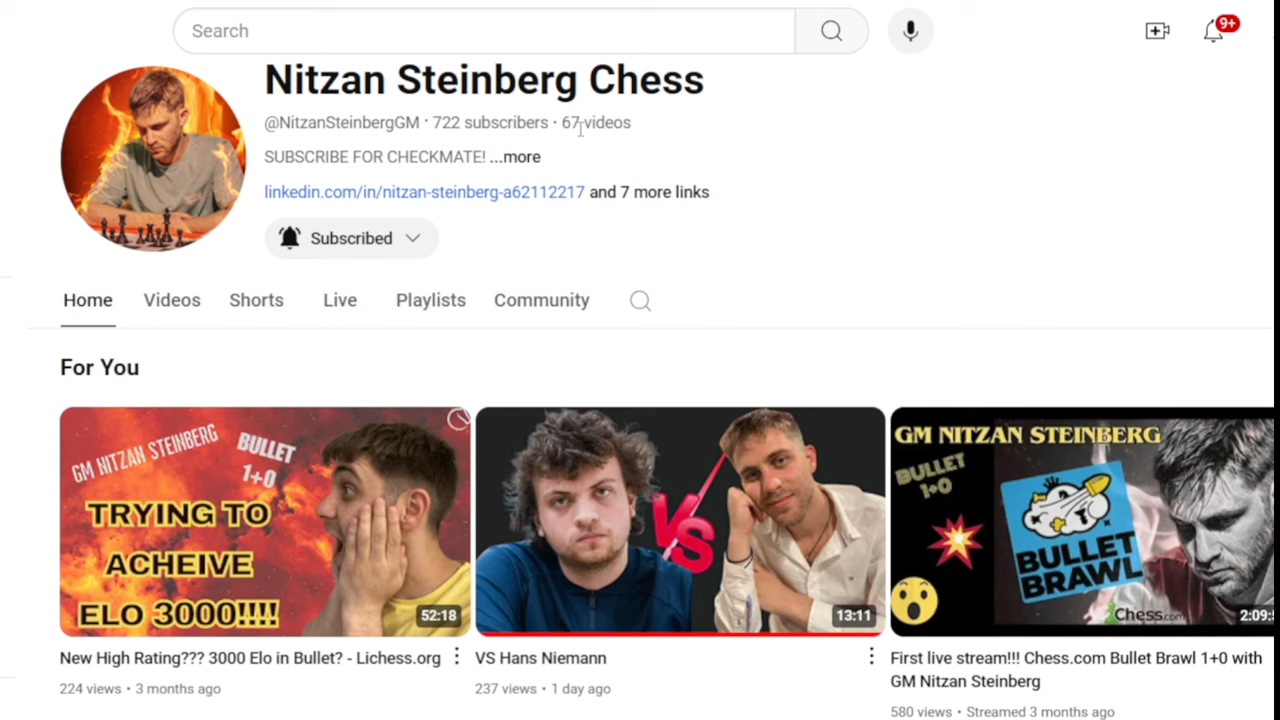 Search
9+
Nitzan Steinberg Chess
@NitzanSteinbergGM · 722 subscribers · 67 videos
SUBSCRIBE FOR CHECKMATE! ...more
linkedin.com/in/nitzan-steinberg-a62112217 and 7 more links
Subscribed
Home Videos Shorts Live Playlists Community
For You
GM NITZAN STEINBERG
BULLET
1+0
TRYING TO
ACHEIVE
ELO 3000!!!!
52:18
VS
13:11
GM NITZAN STEINBERG
BULLET
1+0
BULLET
BRAWL
Chess.com
2:09:
New High Rating??? 3000 Elo in Bullet? - Lichess.org
224 views • 3 months ago
VS Hans Niemann
237 views • 1 day ago
First live stream!!! Chess.com Bullet Brawl 1+0 with
GM Nitzan Steinberg
580 views • Streamed 3 months ago